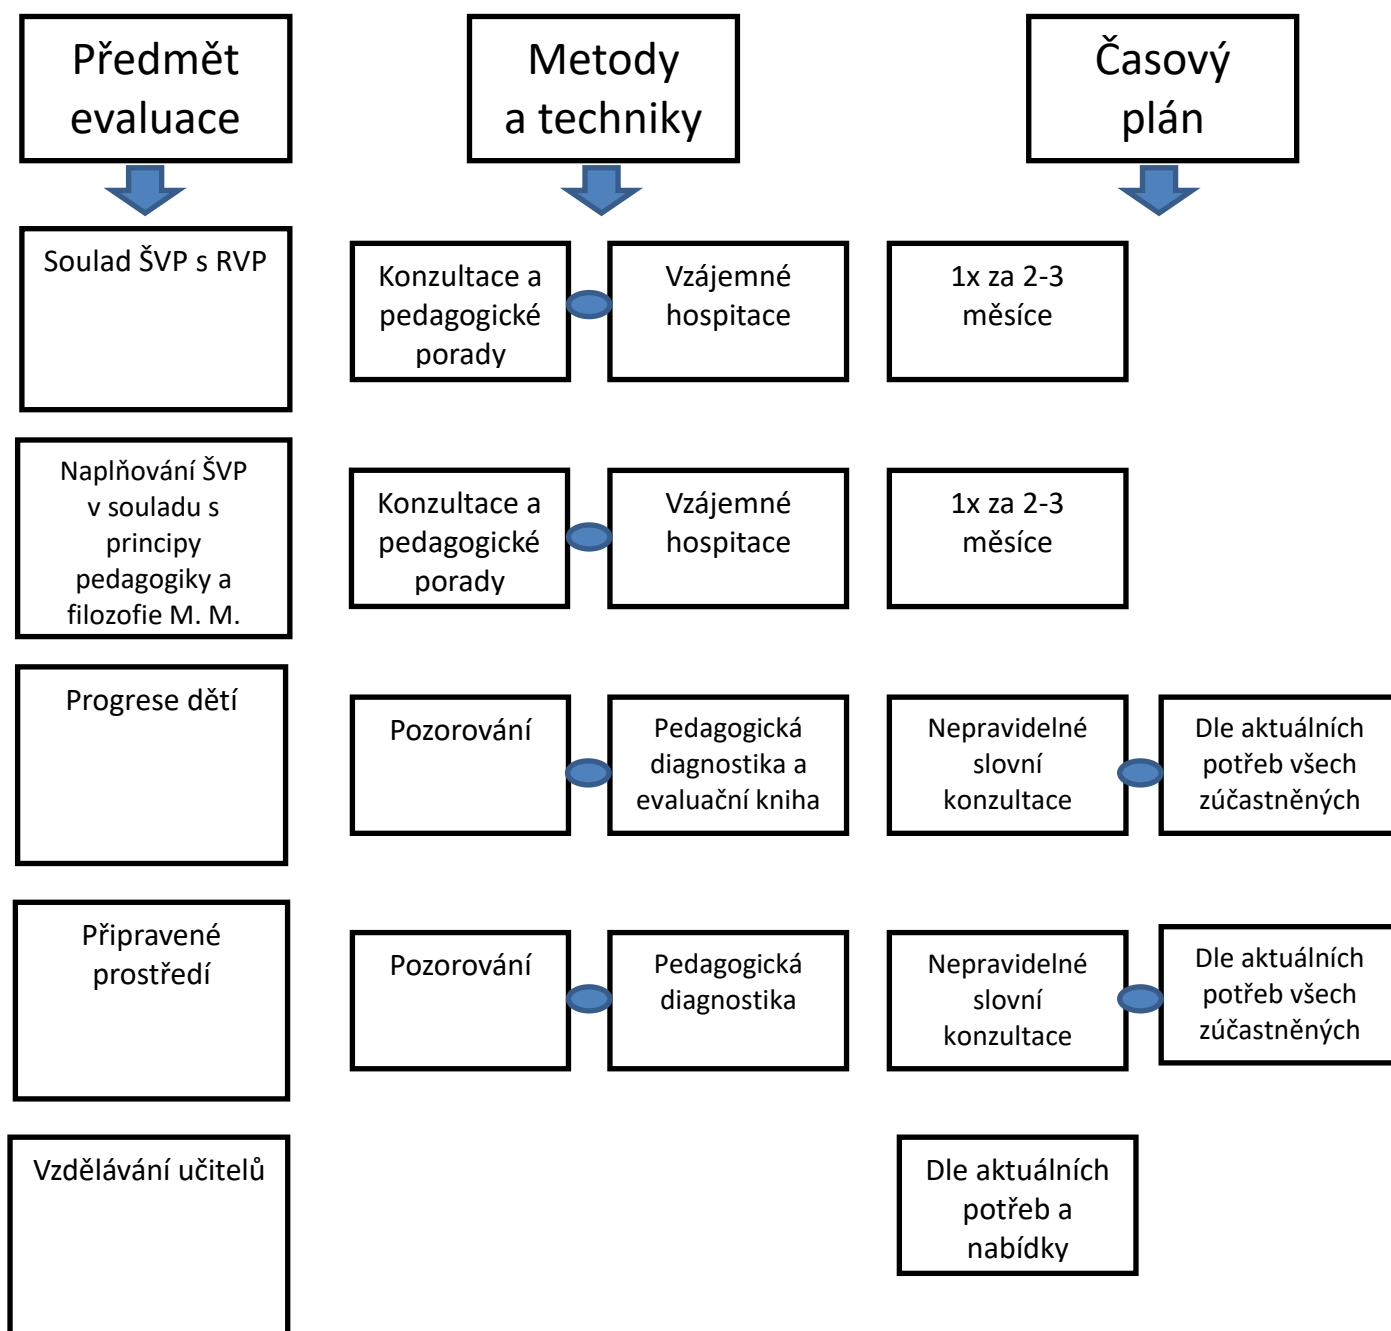 Předmět
evaluace
Metody
a techniky
Časový
plán
Soulad ŠVP s RVP
Konzultace a
pedagogické
porady
Vzájemné
hospitace
1x za 2-3
měsíce
Naplňování ŠVP
v souladu s
principy
pedagogiky a
filozofie M. M.
Konzultace a
pedagogické
porady
Vzájemné
hospitace
1x za 2-3
měsíce
Progrese dětí
Pozorování
Pedagogická
diagnostika a
evaluační kniha
Nepravidelné
slovní
konzultace
Dle aktuálních
potřeb všech
zúčastněných
Připravené
prostředí
Pozorování
Pedagogická
diagnostika
Nepravidelné
slovní
konzultace
Dle aktuálních
potřeb všech
zúčastněných
Vzdělávání učitelů
Dle aktuálních
potřeb a
nabídky